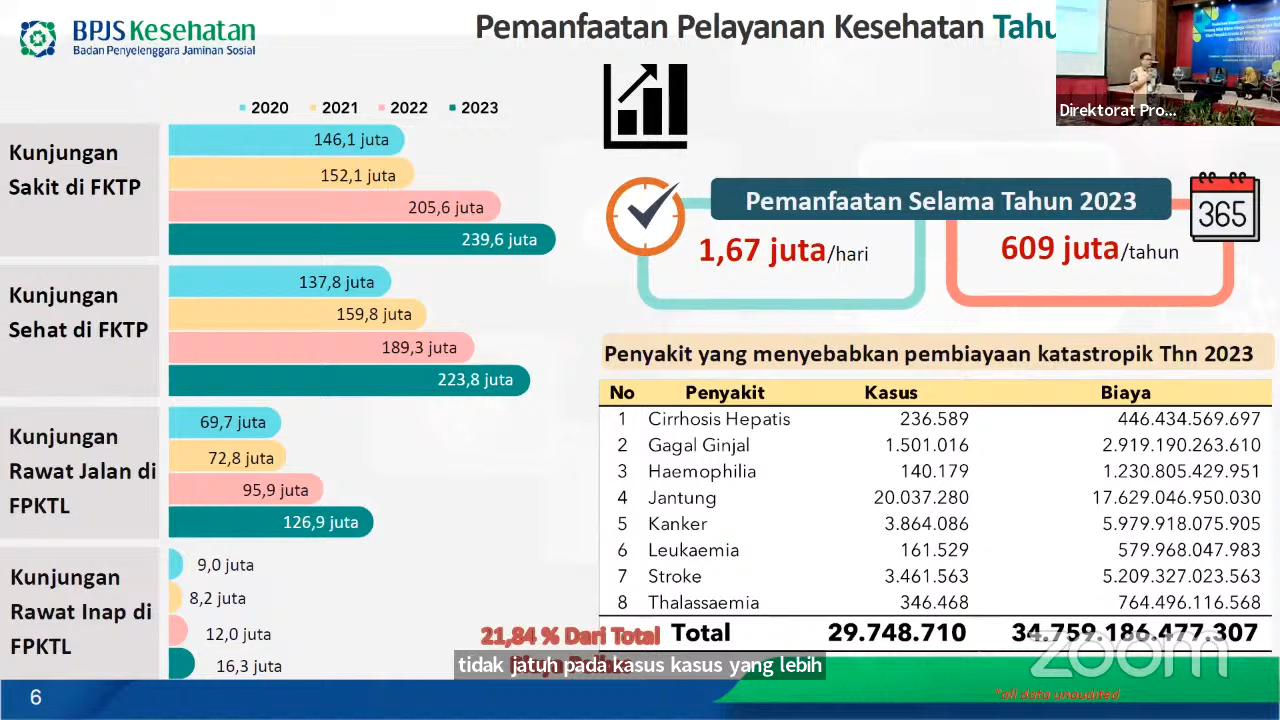 BPJS Kesehatan
Badan Penyelenggara Jaminan Sosial
Pemanfaatan Pelayanan Kesehatan Tahu
Direktorat Pro...
2020 2021 2022 2023
Kunjungan
Sakit di FKTP
146,1 juta
152,1 juta
205,6 juta
239,6 juta
Kunjungan
Sehat di FKTP
137,8 juta
159,8 juta
189,3 juta
223,8 juta
Kunjungan
Rawat Jalan di
FPKTL
69,7 juta
72,8 juta
95,9 juta
126,9 juta
Kunjungan
Rawat Inap di
FPKTL
9,0 juta
8,2 juta
12,0 juta
16,3 juta
Pemanfaatan Selama Tahun 2023
365
1,67 juta/hari
609 juta/tahun
Penyakit yang menyebabkan pembiayaan katastropik Thn 2023
No Penyakit Kasus Biaya
1 Cirrhosis Hepatis 236.589 446.434.569.697
2 Gagal Ginjal 1.501.016 2.919.190.263.610
3 Haemophilia 140.179 1.230.805.429.951
4 Jantung 20.037.280 17.629.046.950.030
5 Kanker 3.864.086 5.979.918.075.905
6 Leukaemia 161.529 579.968.047.983
7 Stroke 3.461.563 5.209.327.023.563
8 Thalassaemia 346.468 764.496.116.568
Total 29.748.710 34.759.186.477.307
21,84 % Dari Total
tidak jatuh pada kasus kasus yang lebih
zoom
*all data unaudited
6